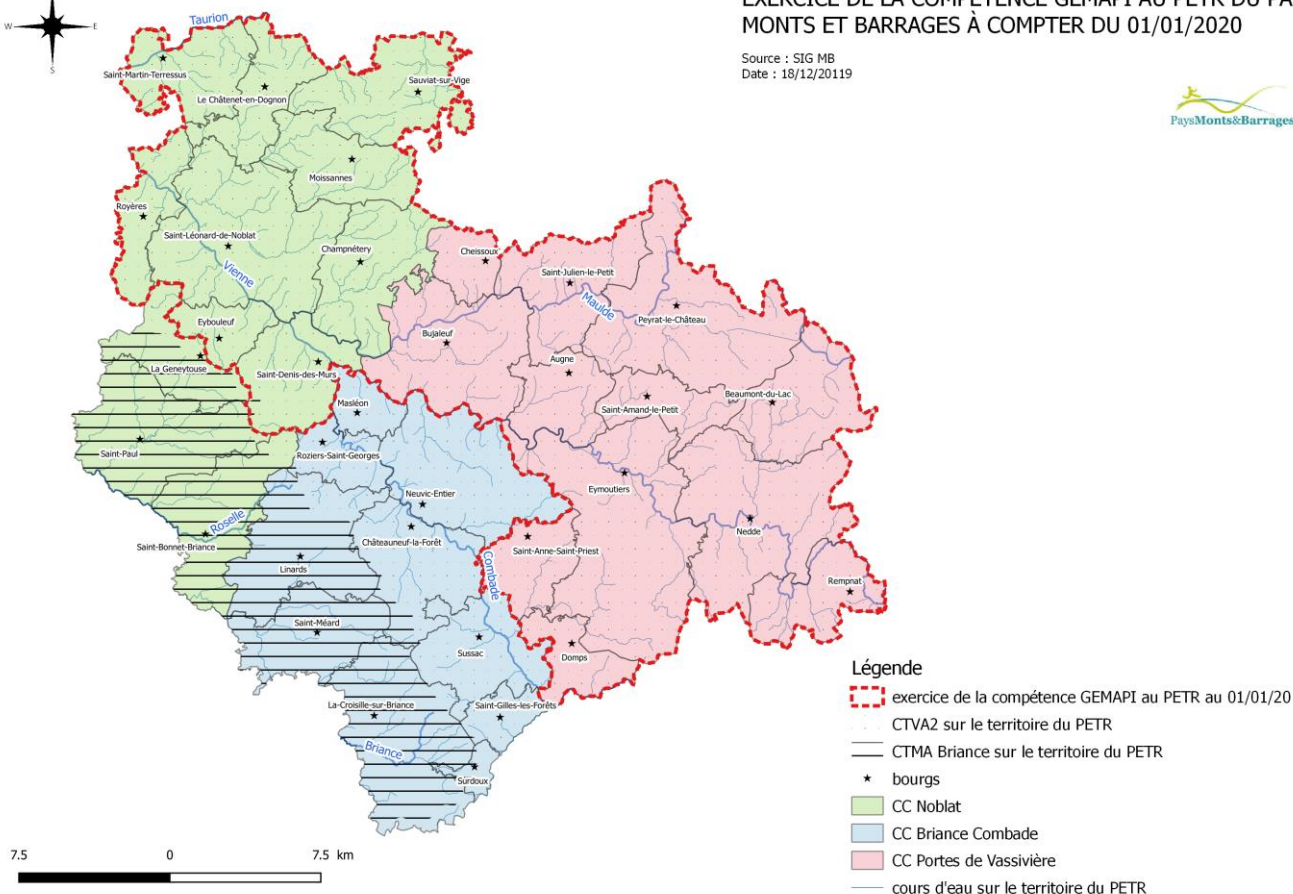 EXERCICE DE LA COMPÉTENCE GEMAPI AU PETR DU PA
MONTS ET BARRAGES À COMPTER DU 01/01/2020
Source : SIG MB
Date : 18/12/20119
PaysMonts&Barrages
W
E
S
Taurion
Saint-Martin-Terressus
Le Châtenet-en-Dognon
Sauviat-sur-Vige
Moissannes
Royères
Saint-Léonard-de-Noblat
Champnétery
Vienne
Cheissoux
Saint-Julien-le-Petit
Maulde
Peyrat-le-Château
Eybouleuf
Bujaleuf
La Geneytouse
Saint-Denis-des-Murs
Augne
Saint-Amand-le-Petit
Beaumont-du-Lac
Masléon
Saint-Paul
Roziers-Saint-Georges
Eymoutiers
Neuvic-Entier
Roselle
Nedde
Saint-Bonnet-Briance
Châteauneuf-la-Forêt
Saint-Anne-Saint-Priest
Linards
Combade
Rempnat
Saint-Méard
Sussac
Domps
La-Croisille-sur-Briance
Saint-Gilles-les-Forêts
Briance
Surdoux
Légende
exercice de la compétence GEMAPI au PETR au 01/01/20
CTVA2 sur le territoire du PETR
CTMA Briance sur le territoire du PETR
bourgs
CC Noblat
CC Briance Combade
CC Portes de Vassivière
cours d'eau sur le territoire du PETR
7.5 0 7.5 km